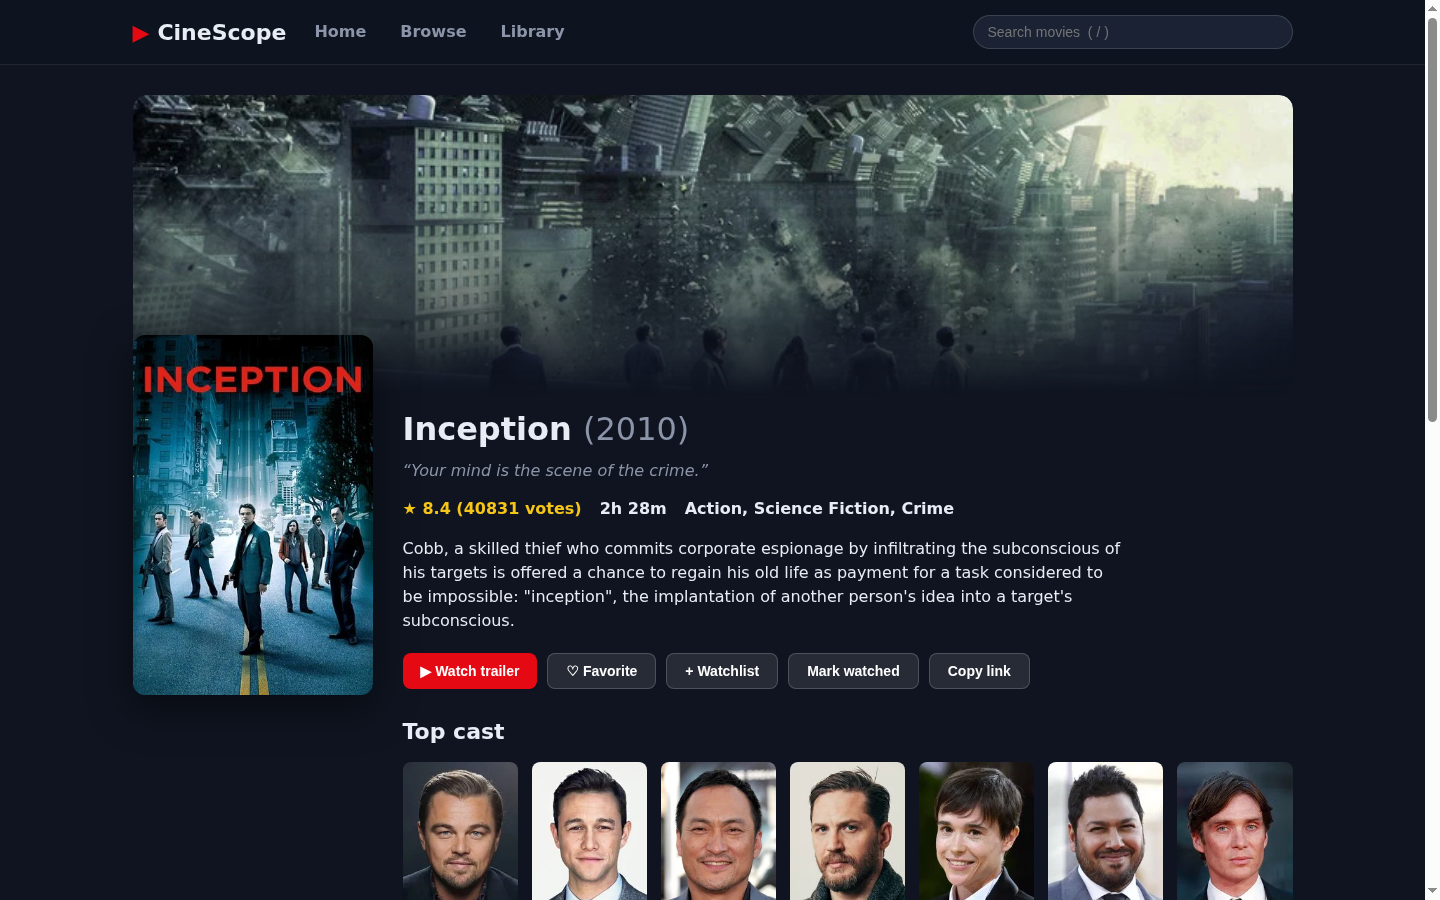 ▶ CineScope
Home
Browse
Library
Search movies ( / )
INCEPTION
Inception (2010)
“Your mind is the scene of the crime.”
★ 8.4 (40831 votes) 2h 28m Action, Science Fiction, Crime
Cobb, a skilled thief who commits corporate espionage by infiltrating the subconscious of
his targets is offered a chance to regain his old life as payment for a task considered to
be impossible: "inception", the implantation of another person's idea into a target's
subconscious.
▶ Watch trailer
♡ Favorite
+ Watchlist
Mark watched
Copy link
Top cast